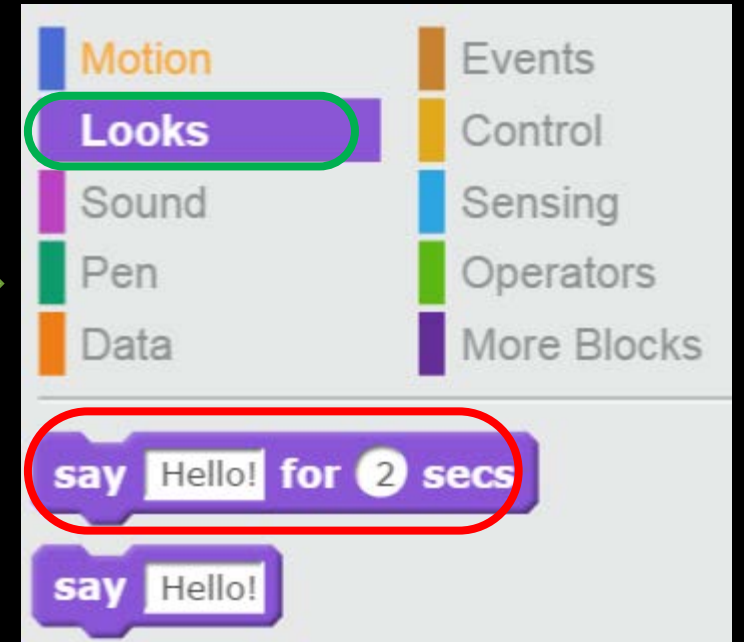 Motion
Events
Looks
Control
Sound
Sensing
Pen
Operators
Data
More Blocks
say Hello! for 2 secs
say Hello!